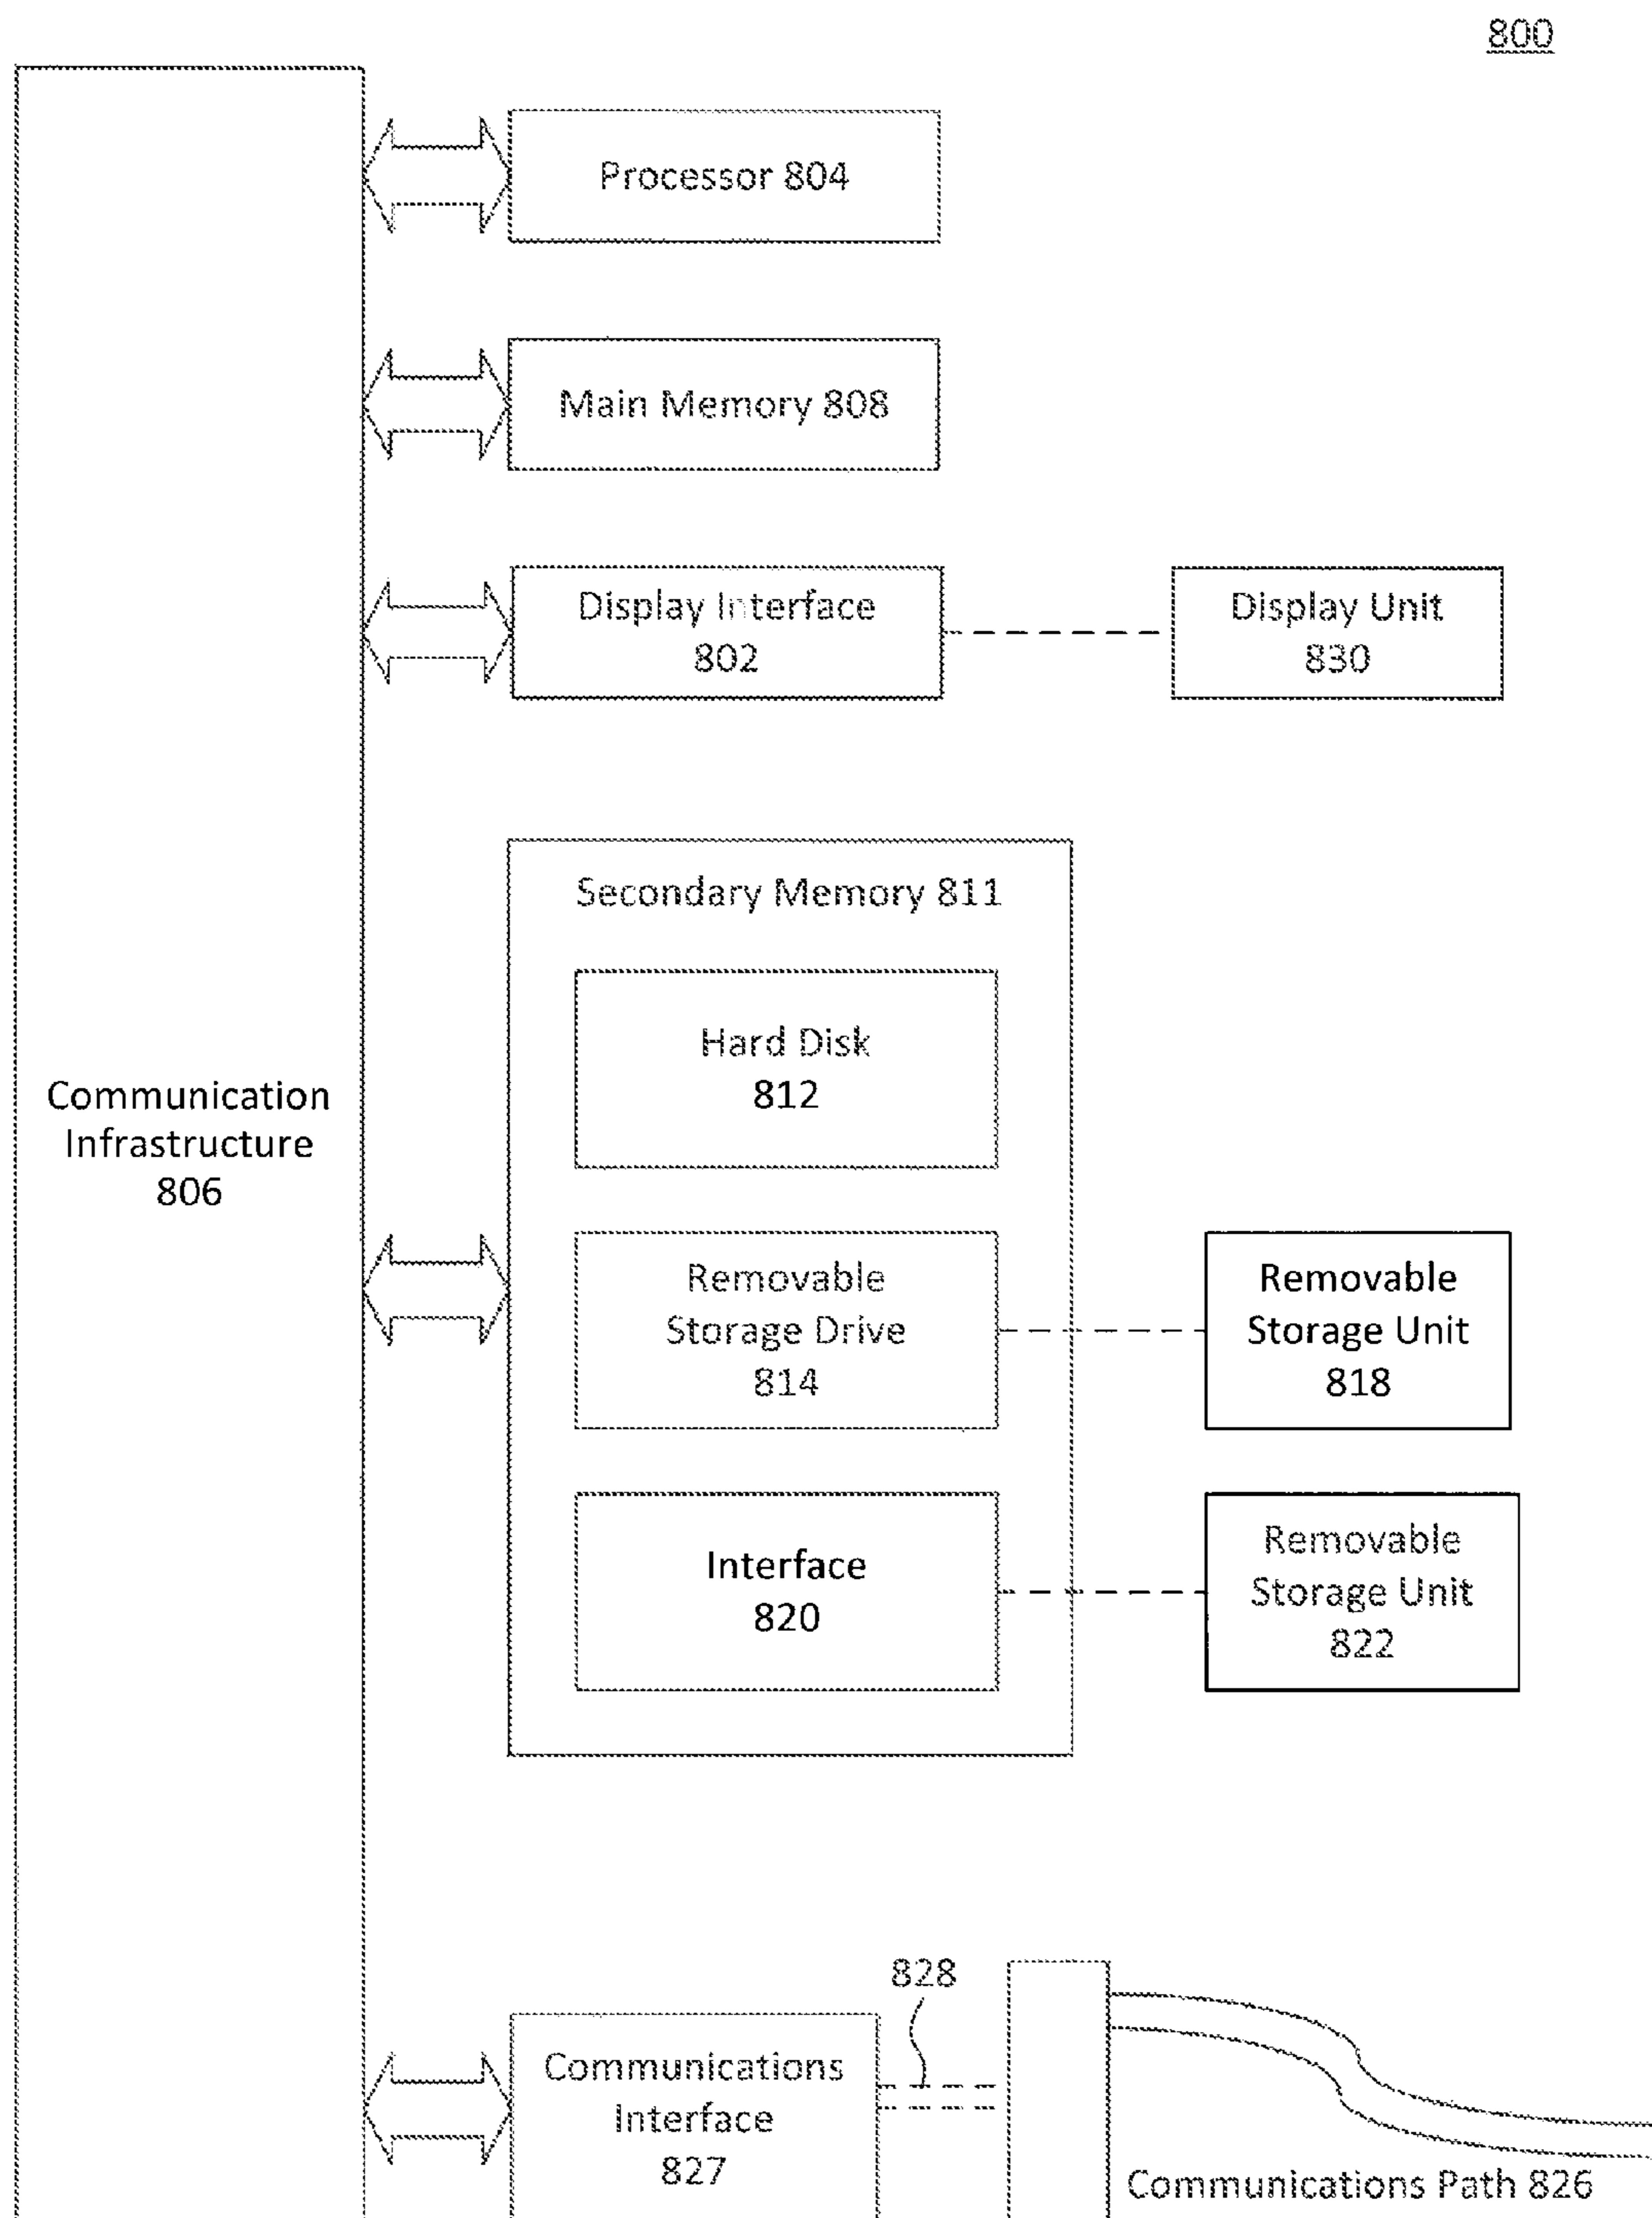 800
Processor 804
Main Memory 808
Display Interface
802
Display Unit
830
Secondary Memory 811
Hard Disk
812
Communication
Infrastructure
806
Removable
Storage Drive
814
Removable
Storage Unit
818
Interface
820
Removable
Storage Unit
822
828
Communications
Interface
827
Communications Path 826